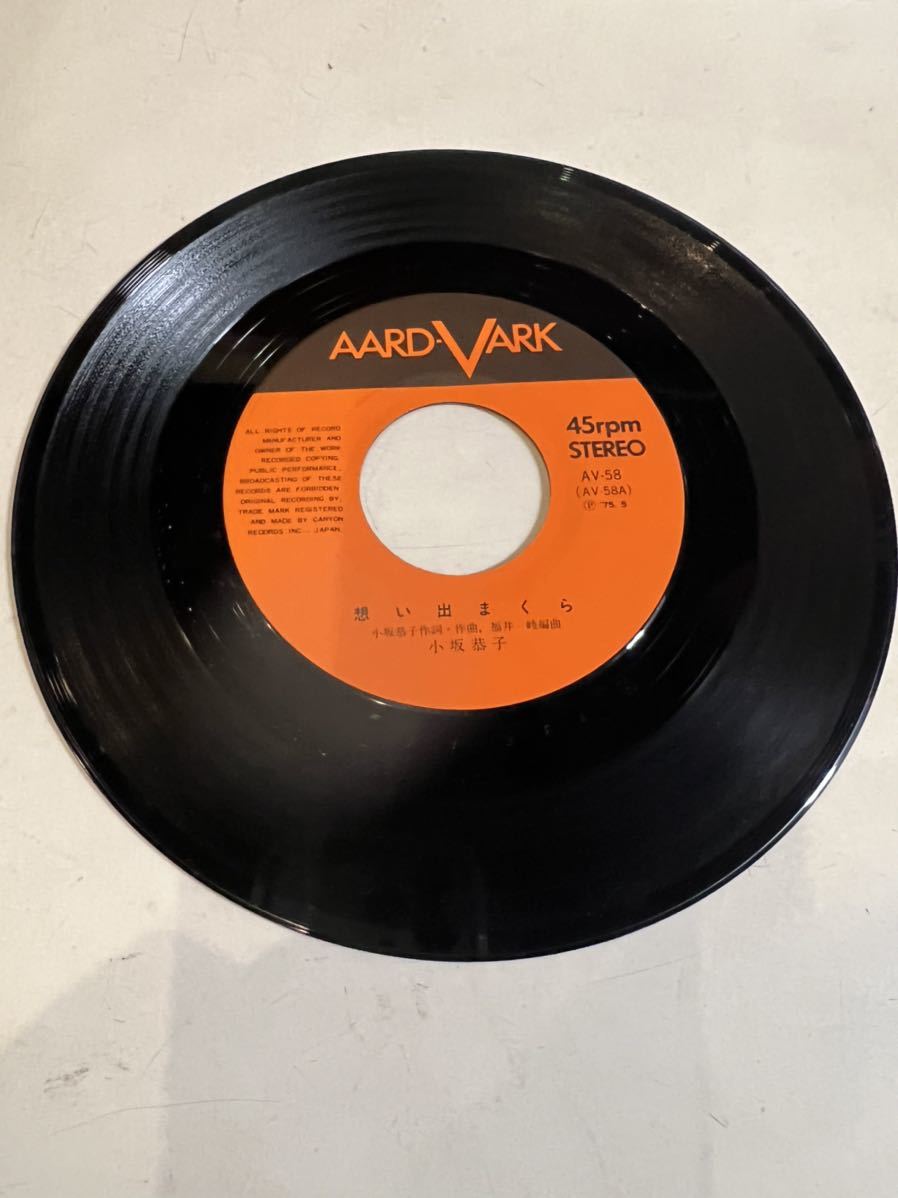 AARD-VARK
ALL RIGHTS OF RECORD
MANUFACTURER AND
OWNER OF THE WORK
RECORDED COPYING,
PUBLIC PERFORMANCE,
BROADCASTING OF THESE
RECORDS ARE FORBIDDEN
ORIGINAL RECORDING BY,
TRADE MARK REGISTERED
AND MADE BY CANYON
RECORDS INC., JAPAN.
45rpm
STEREO
AV-58
(AV 58A)
Ⓟ '75. 5
想い出まくら
小坂恭子作詞・作曲, 福井 峻編曲
小坂恭子